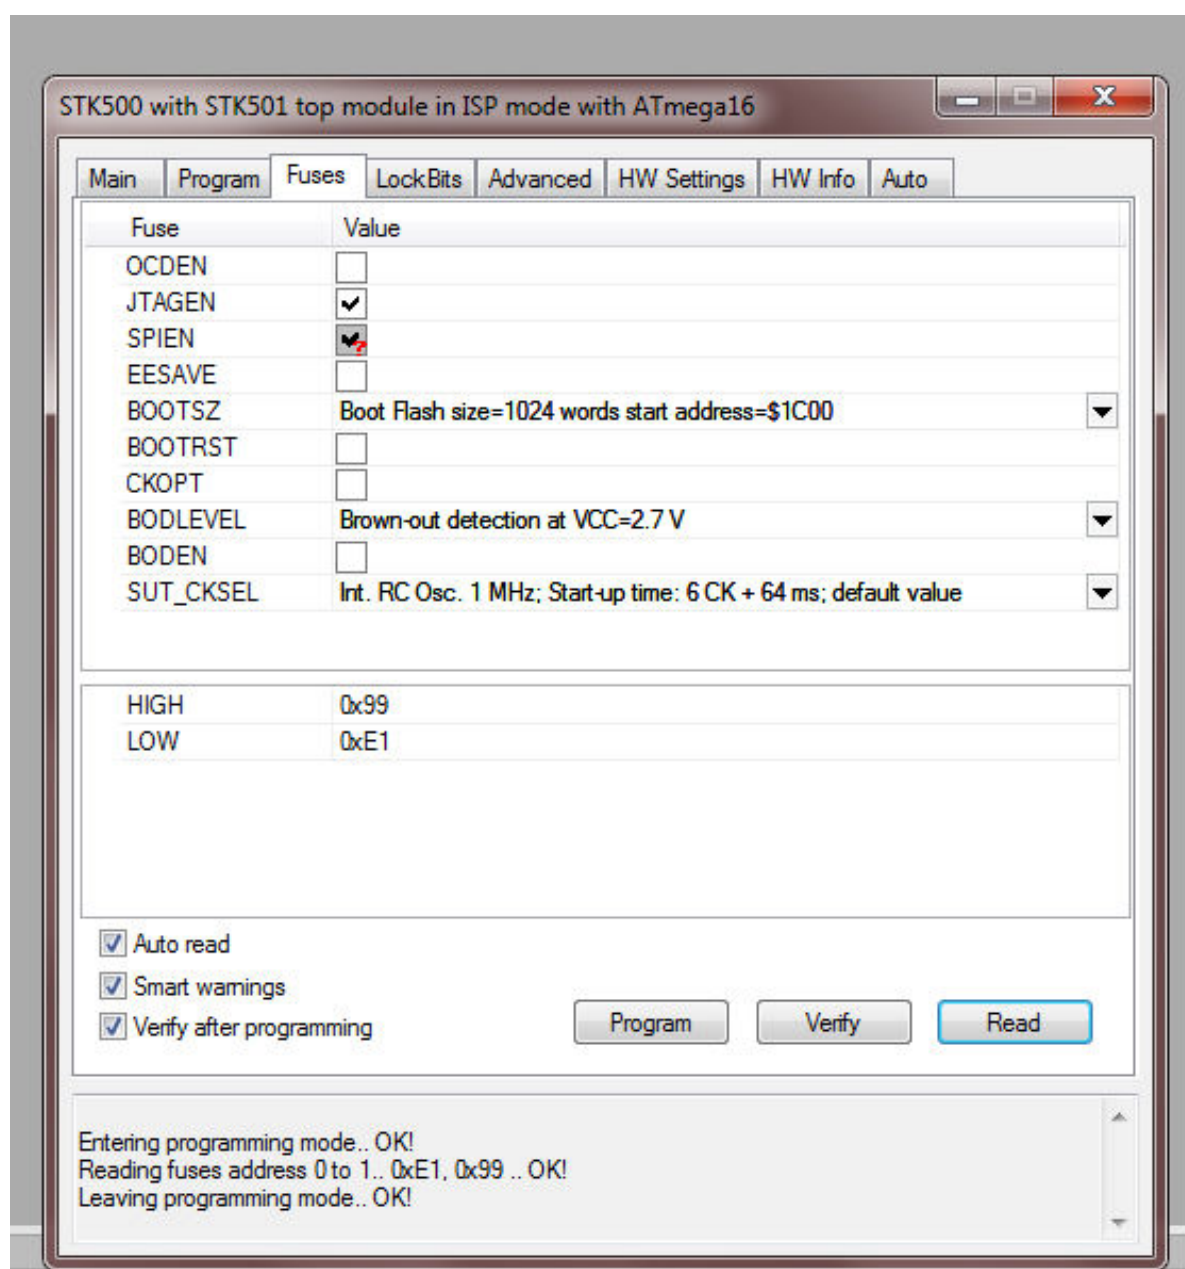 STK500 with STK501 top module in ISP mode with ATmega16
Main Program Fuses LockBits Advanced HW Settings HW Info Auto
Fuse Value
OCDEN
JTAGEN
SPIEN
EESAVE
BOOTSZ Boot Flash size=1024 words start address=$1C00
BOOTRST
CKOPT
BODLEVEL Brown-out detection at VCC=2.7 V
BODEN
SUT_CKSEL Int. RC Osc. 1 MHz; Start-up time: 6 CK + 64 ms; default value
HIGH 0x99
LOW 0xE1
Auto read
Smart warnings
Verify after programming
Program Verify Read
Entering programming mode.. OK!
Reading fuses address 0 to 1.. 0xE1, 0x99 .. OK!
Leaving programming mode.. OK!